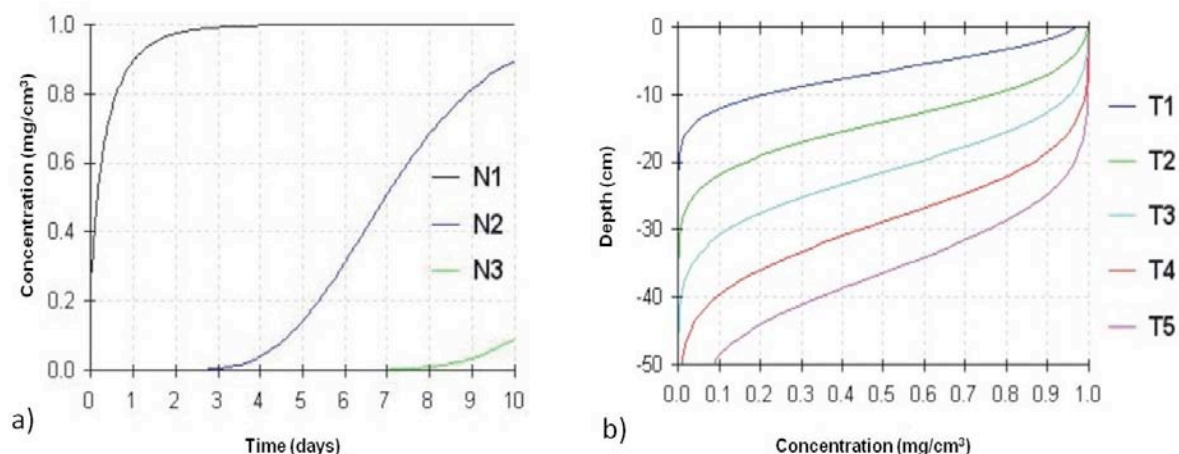 Concentration (mg/cm³)
1.0
0.8
0.6
0.4
0.2
0.0
N1
N2
N3
0 1 2 3 4 5 6 7 8 9 10
Time (days)
a)
Depth (cm)
0
-10
-20
-30
-40
-50
0.0 0.1 0.2 0.3 0.4 0.5 0.6 0.7 0.8 0.9 1.0
Concentration (mg/cm³)
b)
T1
T2
T3
T4
T5